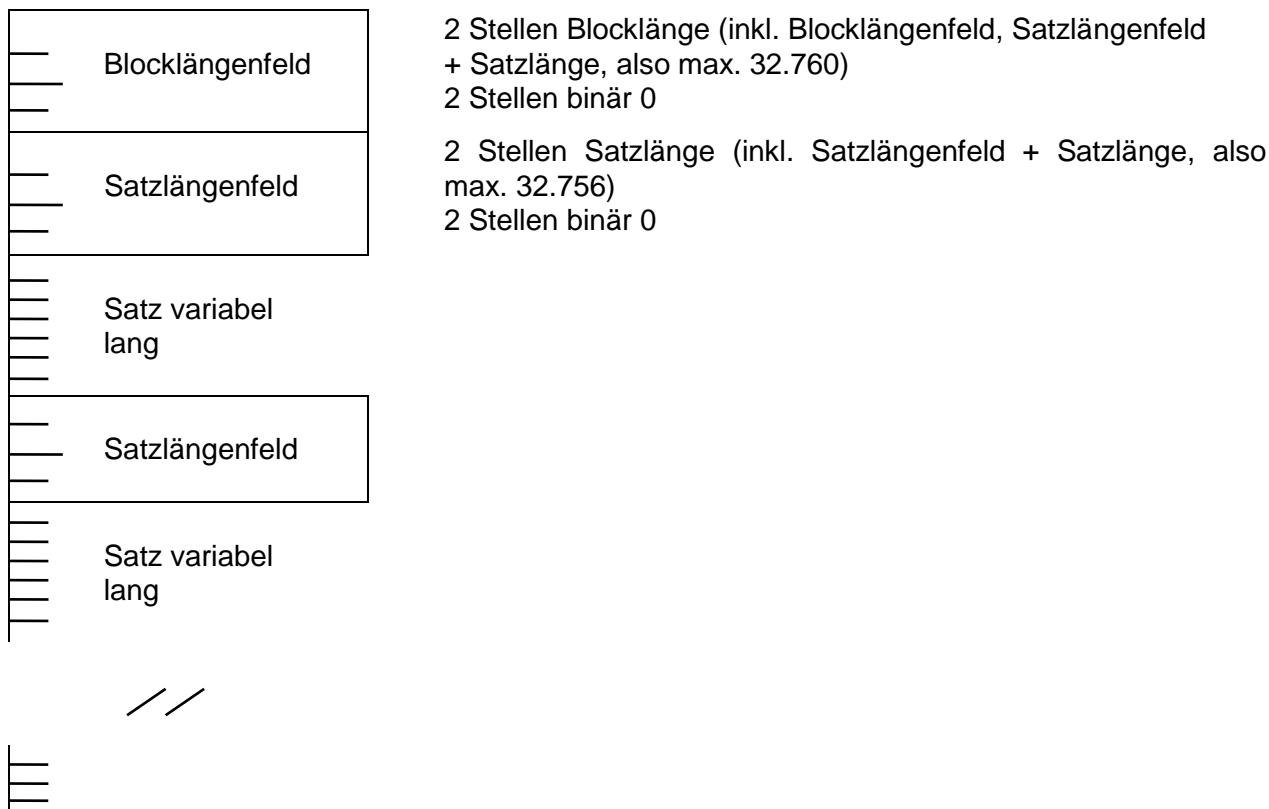 Blocklängenfeld
2 Stellen Blocklänge (inkl. Blocklängenfeld, Satzlängenfeld
+ Satzlänge, also max. 32.760)
2 Stellen binär 0
Satzlängenfeld
2 Stellen Satzlänge (inkl. Satzlängenfeld + Satzlänge, also
max. 32.756)
2 Stellen binär 0
Satz variabel
lang
Satzlängenfeld
Satz variabel
lang